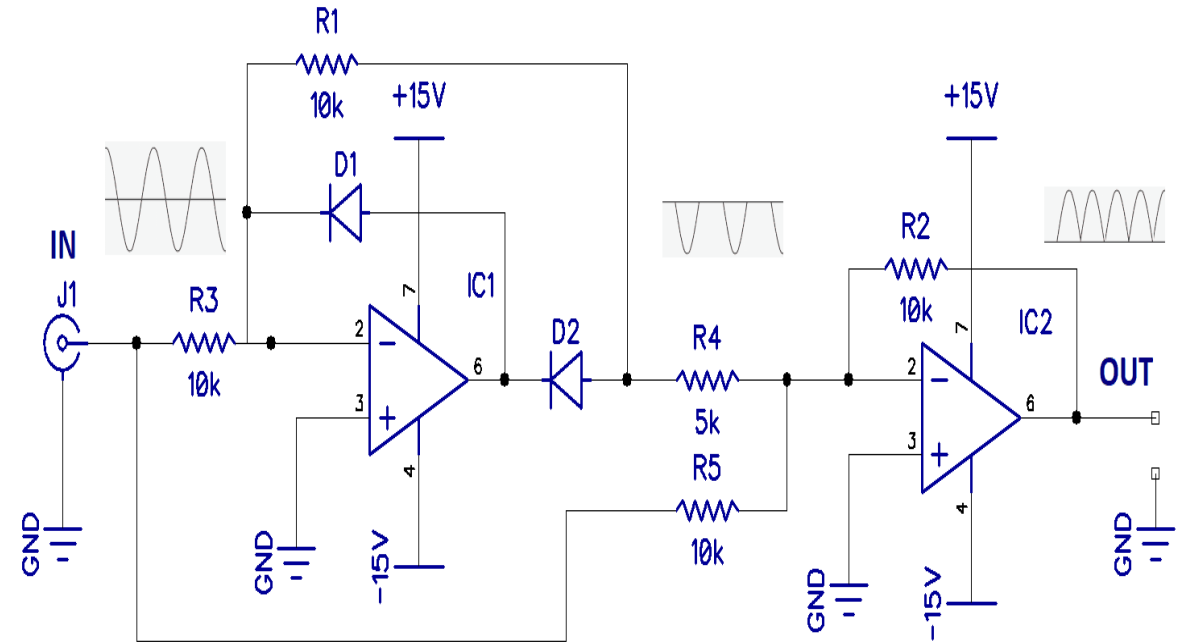 R1
10k
+15V
+15V
D1
R2
10k
IN
J1
R3
10k
IC1
7
2
3
6
4
D2
R4
5k
R5
10k
7
IC2
2
3
6
4
OUT
GND
GND
-15V
GND
-15V
GND